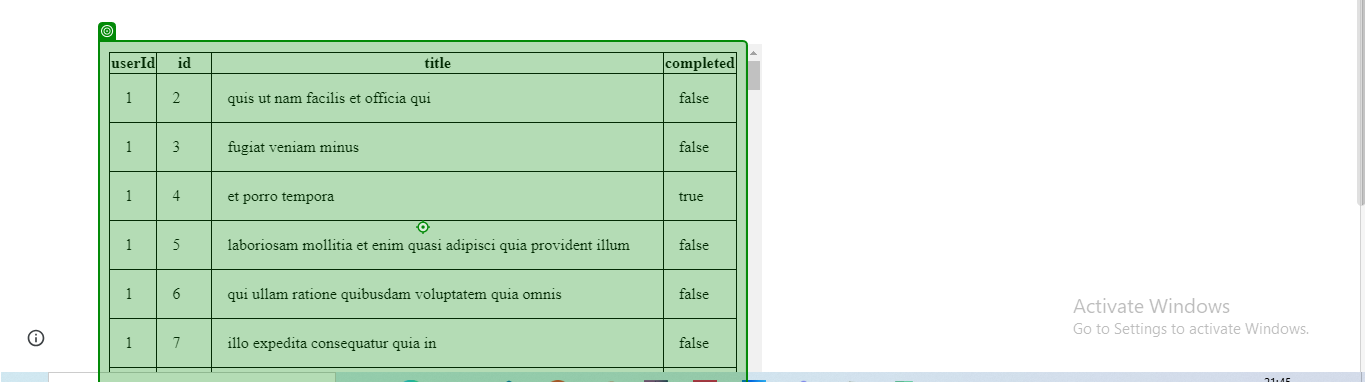 userId id title completed
1 2 quis ut nam facilis et officia qui false
1 3 fugiat veniam minus false
1 4 et porro tempora true
1 5 laboriosam mollitia et enim quasi adipisci quia provident illum false
1 6 qui ullam ratione quibusdam voluptatem quia omnis false
1 7 illo expedita consequatur quia in false
Activate Windows
Go to Settings to activate Windows.